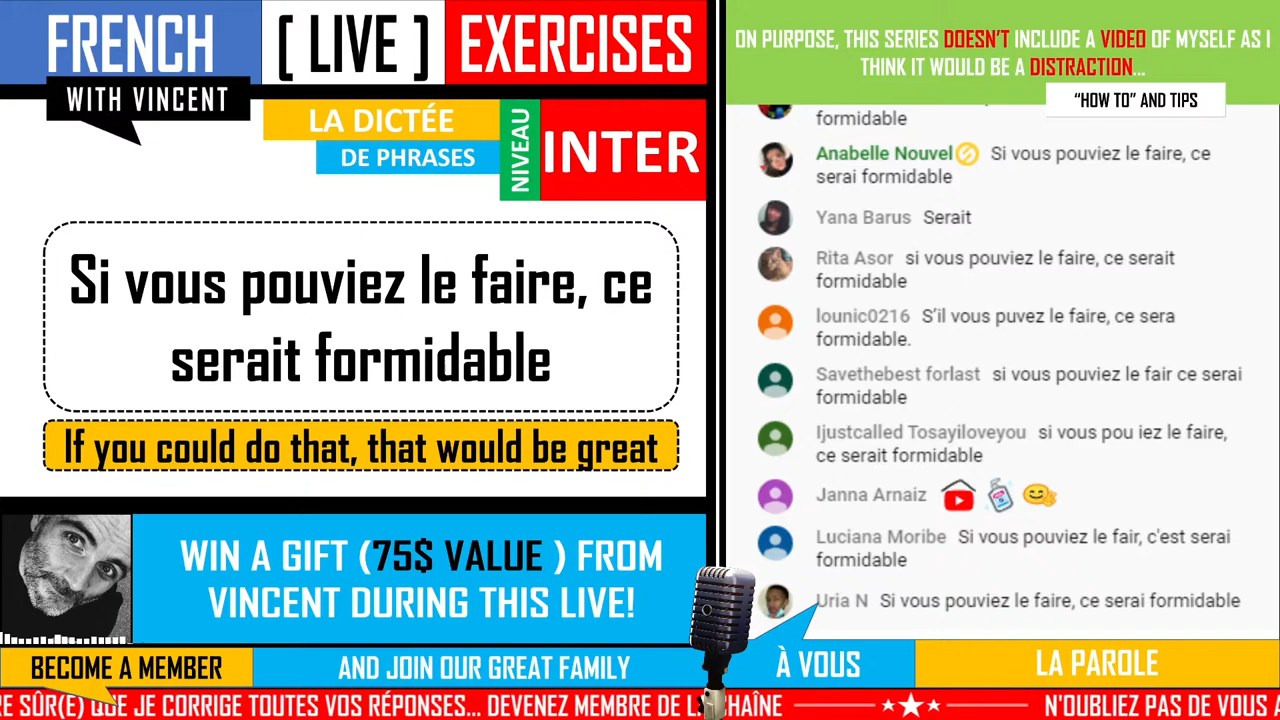 FRENCH
WITH VINCENT
[ LIVE ]
EXERCISES
LA DICTÉE
DE PHRASES
NIVEAU
INTER
Si vous pouviez le faire, ce
serait formidable
If you could do that, that would be great
WIN A GIFT (75$ VALUE ) FROM
VINCENT DURING THIS LIVE!
BECOME A MEMBER
AND JOIN OUR GREAT FAMILY
ON PURPOSE, THIS SERIES DOESN'T INCLUDE A VIDEO OF MYSELF AS I
THINK IT WOULD BE A DISTRACTION...
"HOW TO" AND TIPS
formidable
Anabelle Nouvel Si vous pouviez le faire, ce
serai formidable
Yana Barus Serait
Rita Asor si vous pouviez le faire, ce serait
formidable
lounic0216 S'il vous puvez le faire, ce sera
formidable.
Savethebest forlast si vous pouviez le fair ce serai
formidable
Ijustcalled Tosayiloveyou si vous pou iez le faire,
ce serait formidable
Janna Arnaiz
Luciana Moribe Si vous pouviez le fair, c'est serai
formidable
Uria N Si vous pouviez le faire, ce serai formidable
À VOUS
LA PAROLE
RE SÛR(E) QUE JE CORRIGE TOUTES VOS RÉPONSES... DEVENEZ MEMBRE DE L HAÎNE
N'OUBLIEZ PAS DE VOUS A